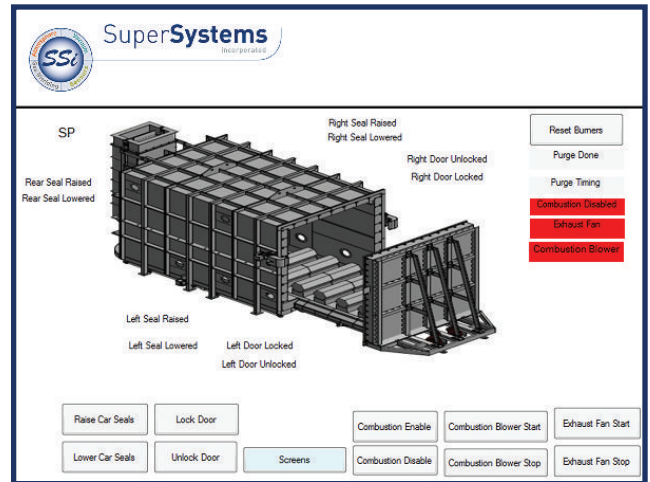 SuperSystems
incorporated
SSi
SP
Right Seal Raised
Right Seal Lowered
Right Door Unlocked
Right Door Locked
Rear Seal Raised
Rear Seal Lowered
Reset Burners
Purge Done
Purge Timing
Combustion Disabled
Exhaust Fan
Combustion Blower
Left Seal Raised
Left Seal Lowered
Left Door Locked
Left Door Unlocked
Raise Car Seals
Lock Door
Combustion Enable
Combustion Blower Start
Exhaust Fan Start
Lower Car Seals
Unlock Door
Screens
Combustion Disable
Combustion Blower Stop
Exhaust Fan Stop